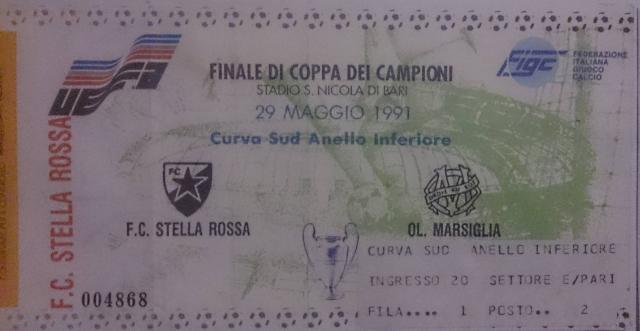 UEFA
FINALE DI COPPA DEI CAMPIONI
STADIO S. NICOLA DI BARI
29 MAGGIO 1991
Curva Sud Anello Inferiore
FIGC
FEDERAZIONE
ITALIANA
GIUOCO
CALCIO
F.C. STELLA ROSSA
FC
F.C. STELLA ROSSA
OL. MARSIGLIA
CURVA SUD ANELLO INFERIORE
INGRESSO 20 SETTORE E/PARI
FILA.... 1 POSTO.. 2
004868